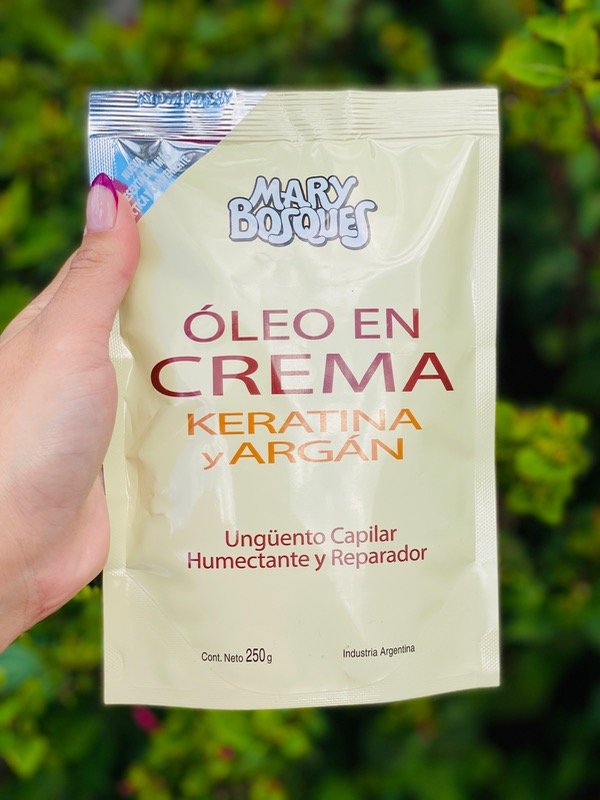 MARY
BOSQUES
ÓLEO EN
CREMA
KERATINA
y ARGÁN
Ungüento Capilar
Humectante y Reparador
Cont. Neto 250 g
Industria Argentina